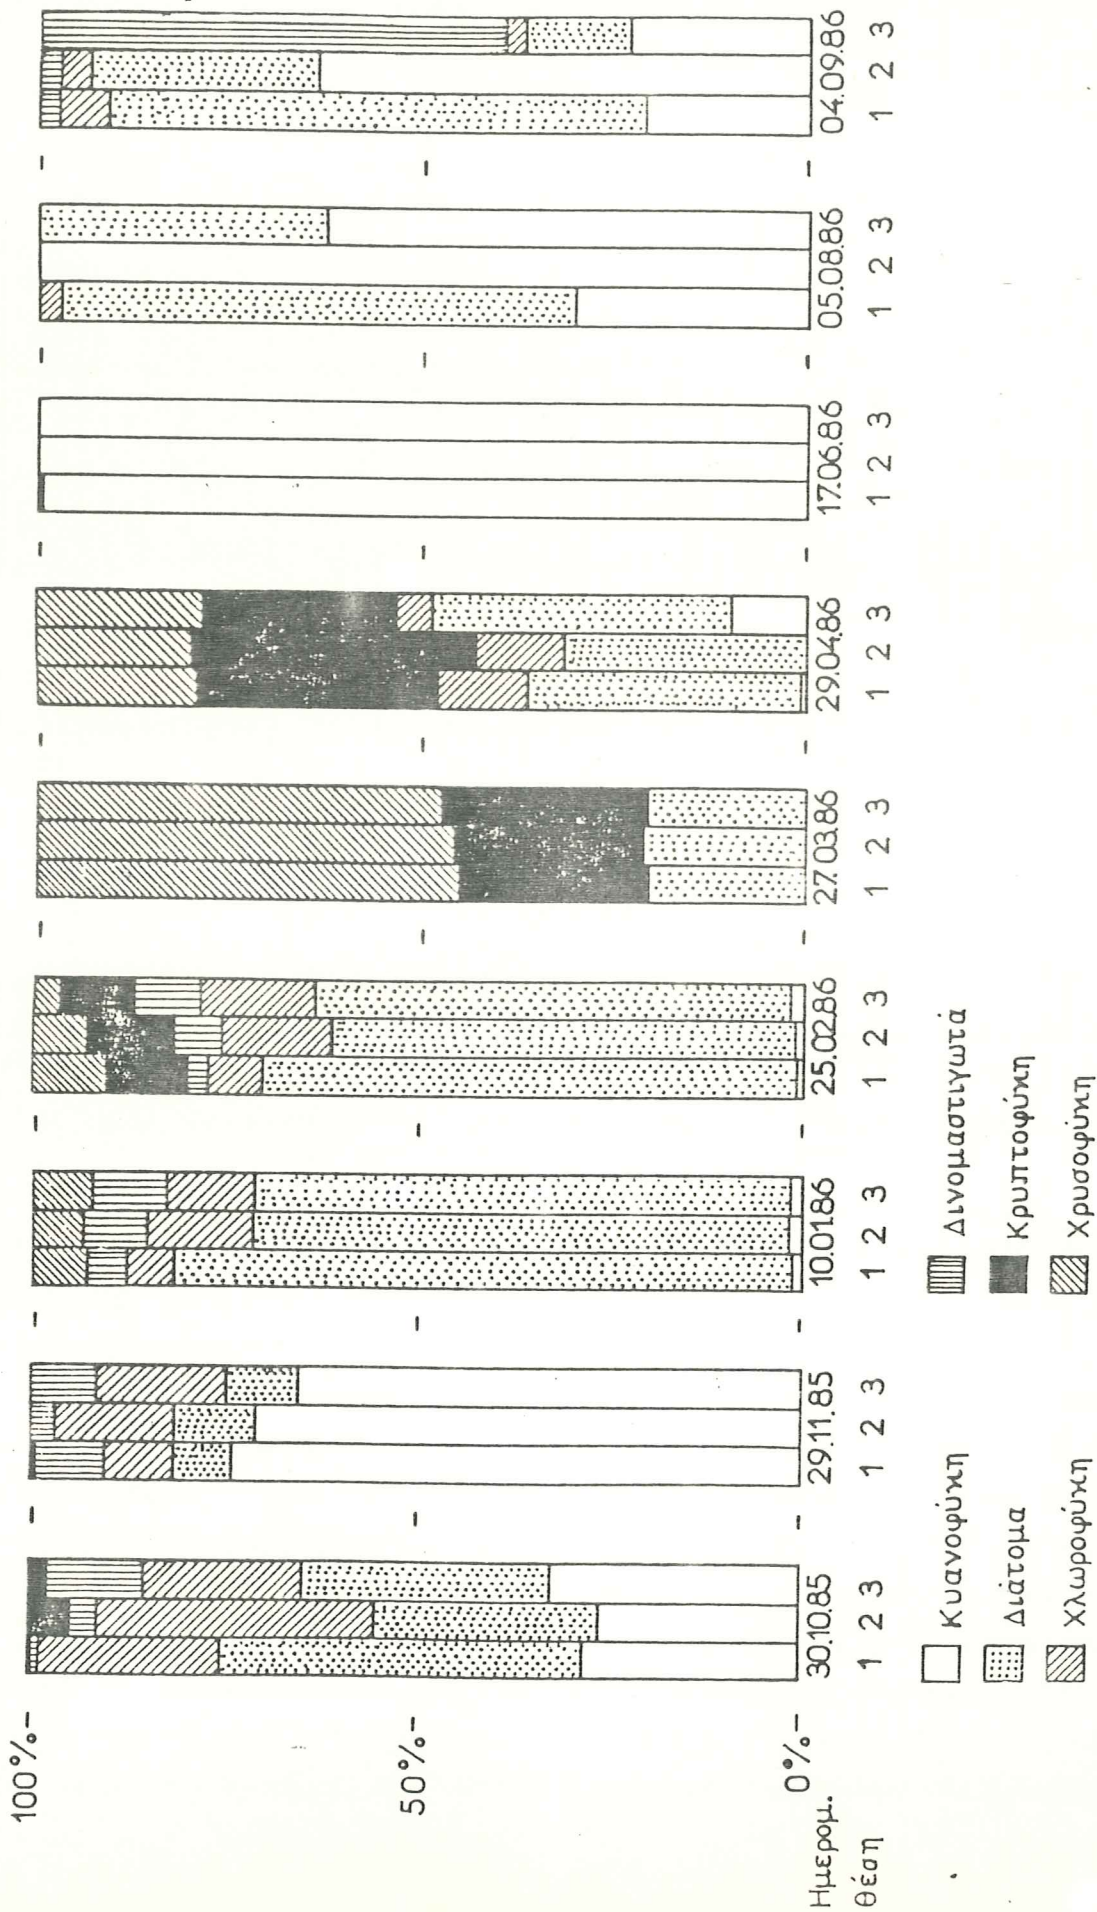 100%-
50%-
0%-
Ημερομ. 30.10.85 29.11.85 10.01.86 25.02.86 27.03.86 29.04.86 17.06.86 05.08.86 04.09.86
Θέση 1 2 3 1 2 3 1 2 3 1 2 3 1 2 3 1 2 3 1 2 3 1 2 3 1 2 3
Κυανοφύκη Δινομαστιγωτά
Διάτομα Κρυπτοφύκη
Χλωροφύκη Χρυσοφύκη